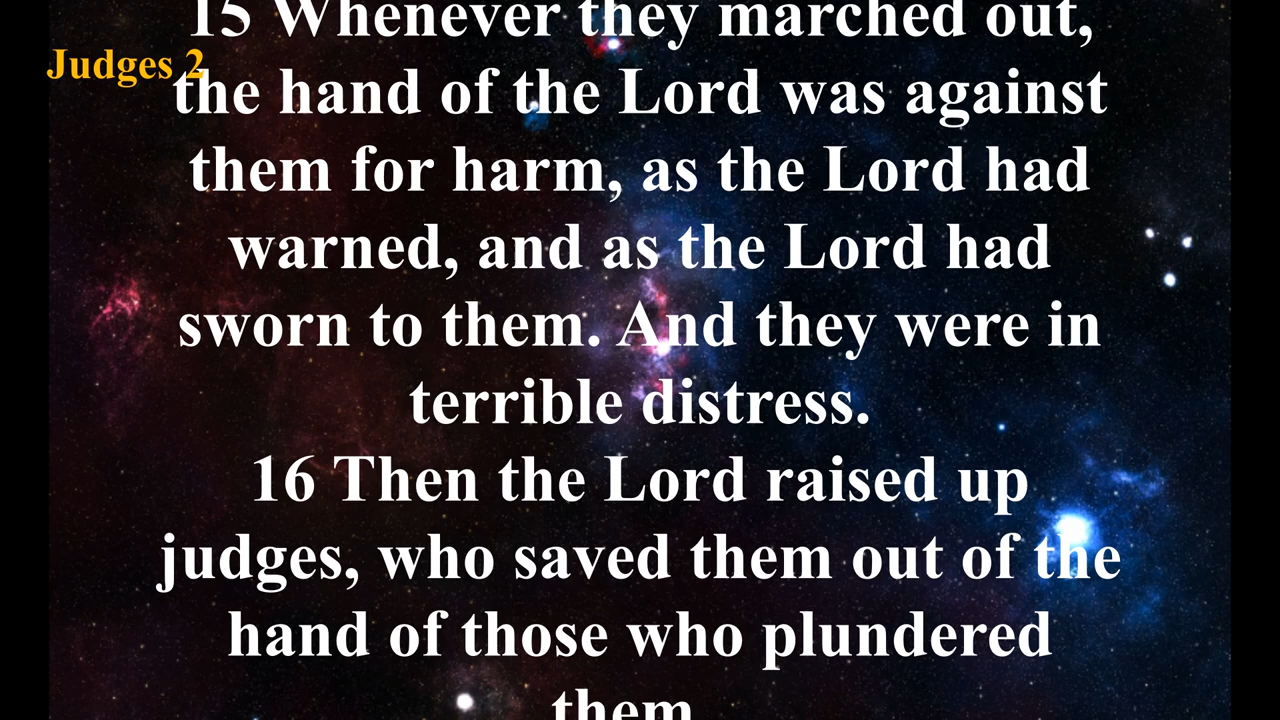 15 Whenever they marched out,
Judges 2
the hand of the Lord was against
them for harm, as the Lord had
warned, and as the Lord had
sworn to them. And they were in
terrible distress.
16 Then the Lord raised up
judges, who saved them out of the
hand of those who plundered
them